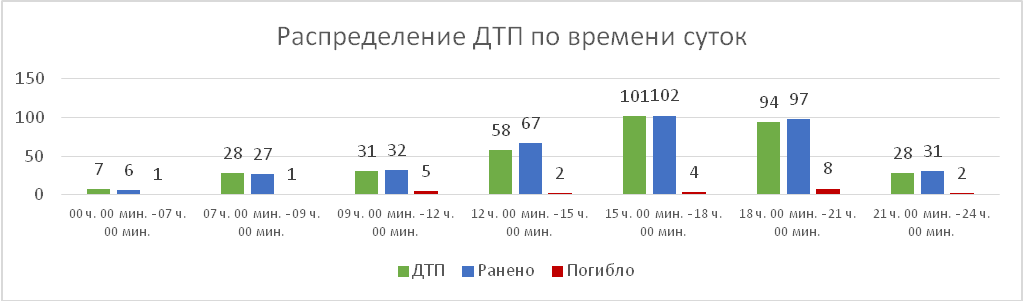 Распределение ДТП по времени суток
150
100
50
0
7 6 1
28 27 1
31 32 5
58 67 2
101 102 4
94 97 8
28 31 2
00 ч. 00 мин. -07 ч.
00 мин.
07 ч. 00 мин. -09 ч.
00 мин.
09 ч. 00 мин. -12 ч.
00 мин.
12 ч. 00 мин. -15 ч.
00 мин.
15 ч. 00 мин. -18 ч.
00 мин.
18 ч. 00 мин. -21 ч.
00 мин.
21 ч. 00 мин. -24 ч.
00 мин.
ДТП Ранено Погибло